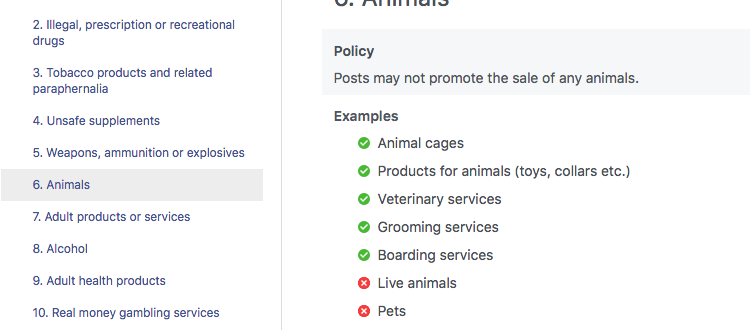 2. Illegal, prescription or recreational
drugs
3. Tobacco products and related
paraphernalia
4. Unsafe supplements
5. Weapons, ammunition or explosives
6. Animals
7. Adult products or services
8. Alcohol
9. Adult health products
10. Real money gambling services
6. Animals
Policy
Posts may not promote the sale of any animals.
Examples
Animal cages
Products for animals (toys, collars etc.)
Veterinary services
Grooming services
Boarding services
Live animals
Pets